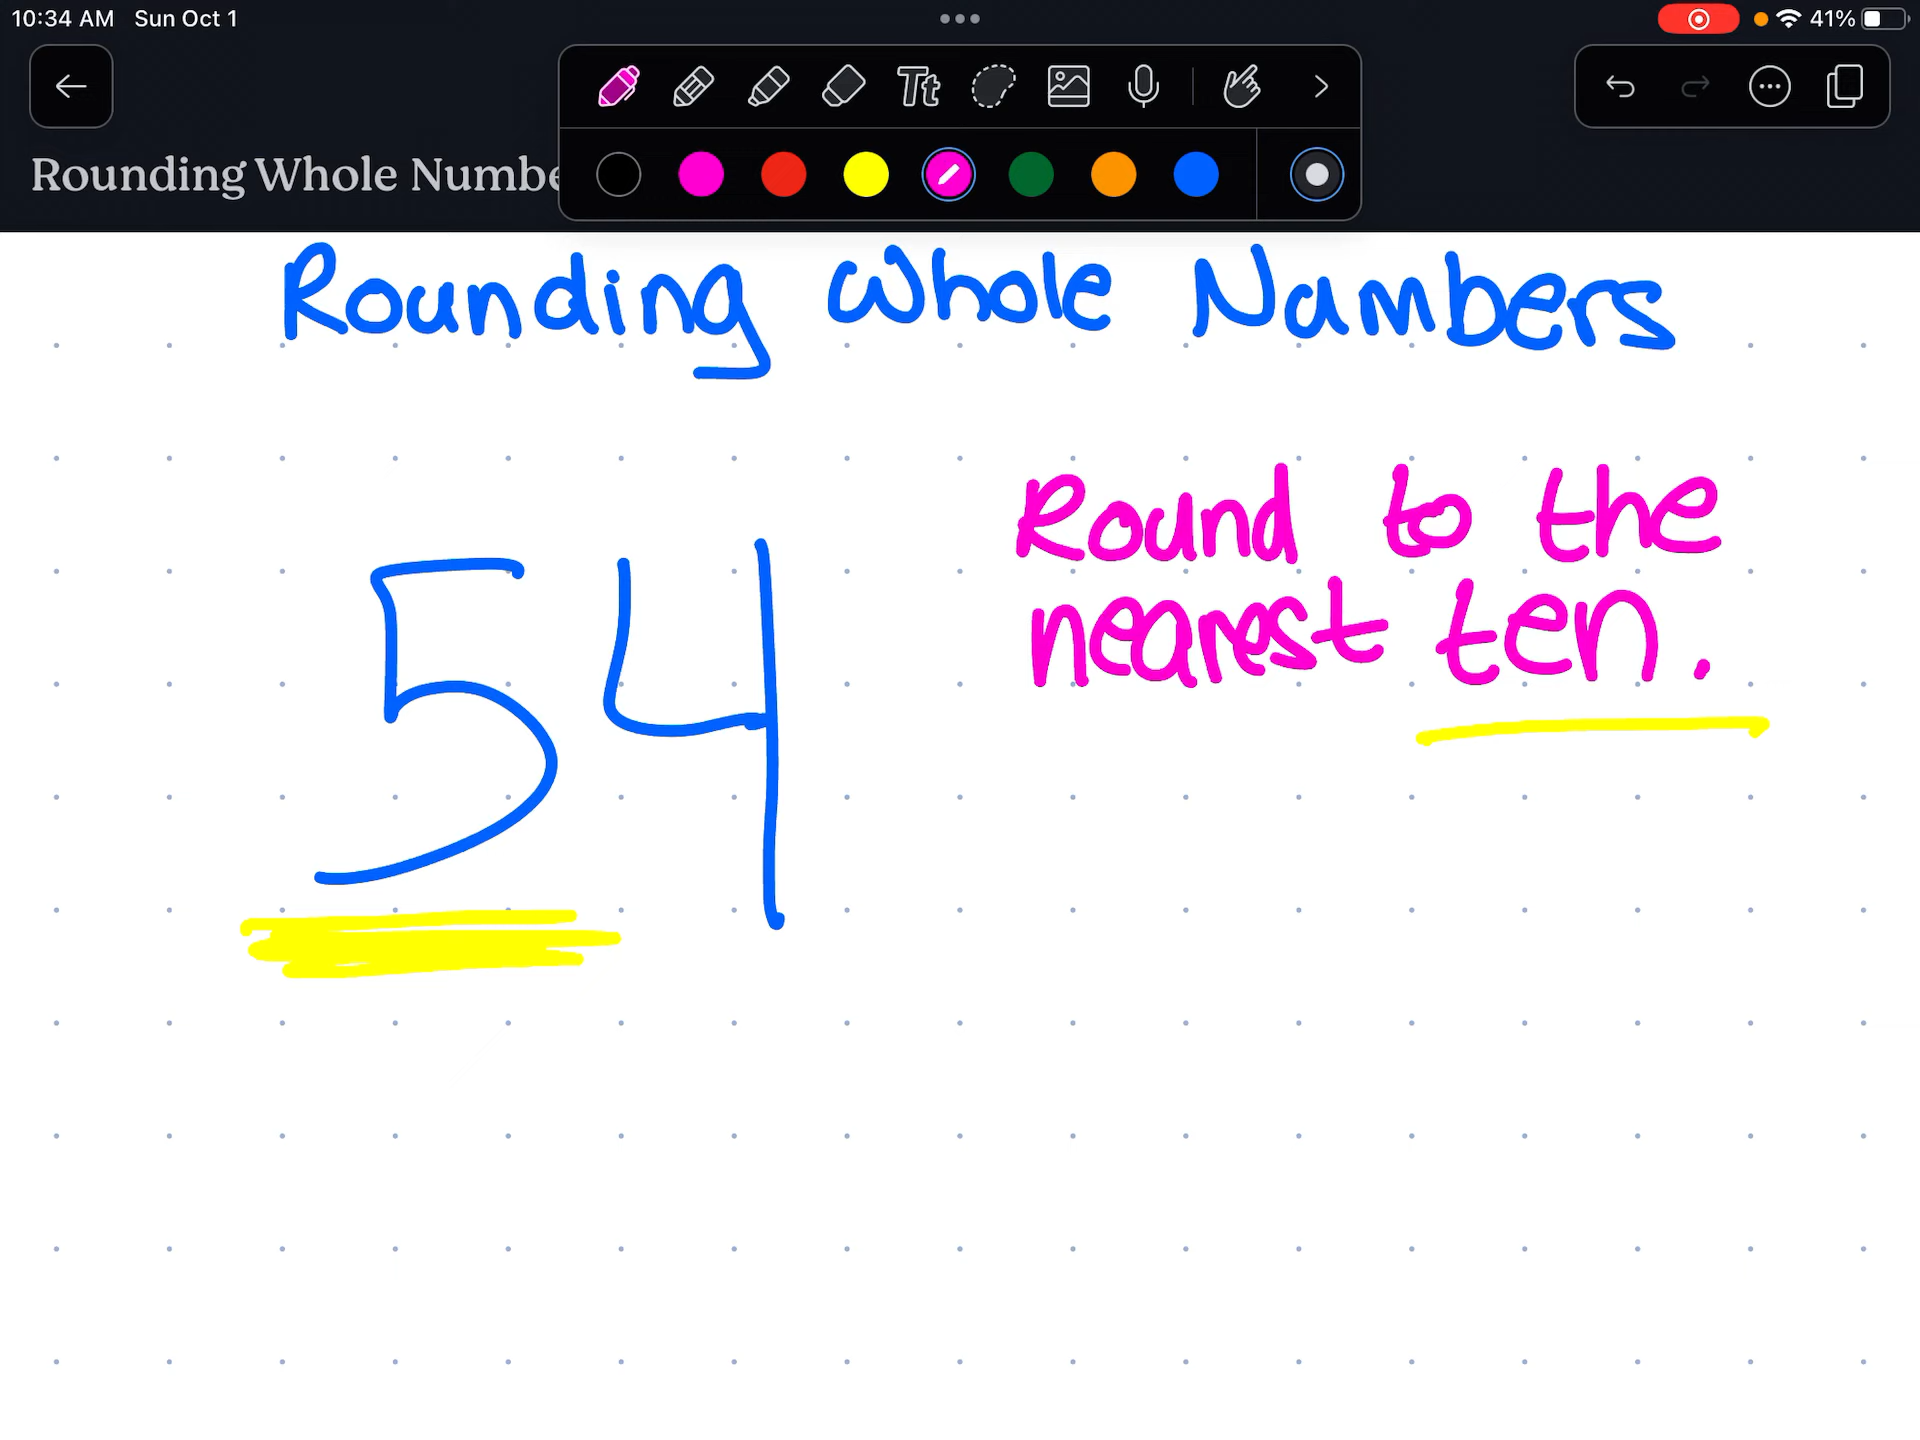 10:34 AM Sun Oct 1
41%
Tt
Rounding Whole Numbe
Rounding Whole Numbers
54
Round to the
nearest ten.